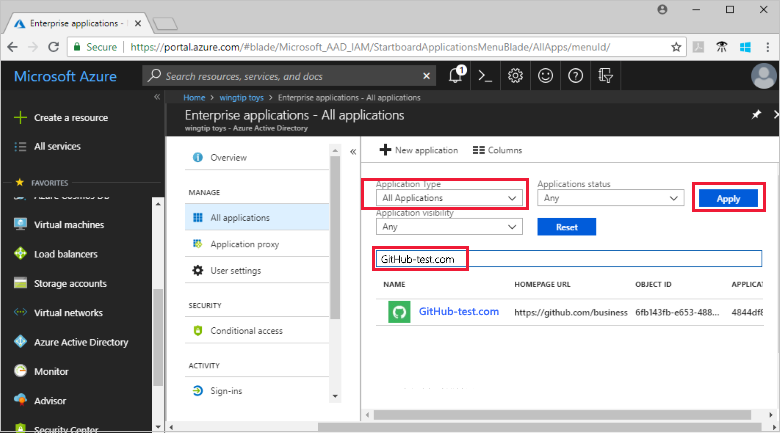 Enterprise applications -
Secure https://portal.azure.com/#blade/Microsoft_AAD_IAM/StartboardApplicationsMenuBlade/AllApps/menuId/
Microsoft Azure
Search resources, services, and docs
1
Home > wingtip toys > Enterprise applications - All applications
Enterprise applications - All applications
wingtip toys - Azure Active Directory
Create a resource
All services
FAVORITES
Azure Cosmos DB
Virtual machines
Load balancers
Storage accounts
Virtual networks
Azure Active Directory
Monitor
Advisor
Security Center
Overview
MANAGE
All applications
Application proxy
User settings
SECURITY
Conditional access
ACTIVITY
Sign-ins
New application Columns
Application Type
All Applications
Applications status
Any
Apply
Application visibility
Any
Reset
GitHub-test.com
NAME HOMEPAGE URL OBJECT ID APPLICATI
GitHub-test.com https://github.com/business 6fb143fb-e653-488... 4844df8